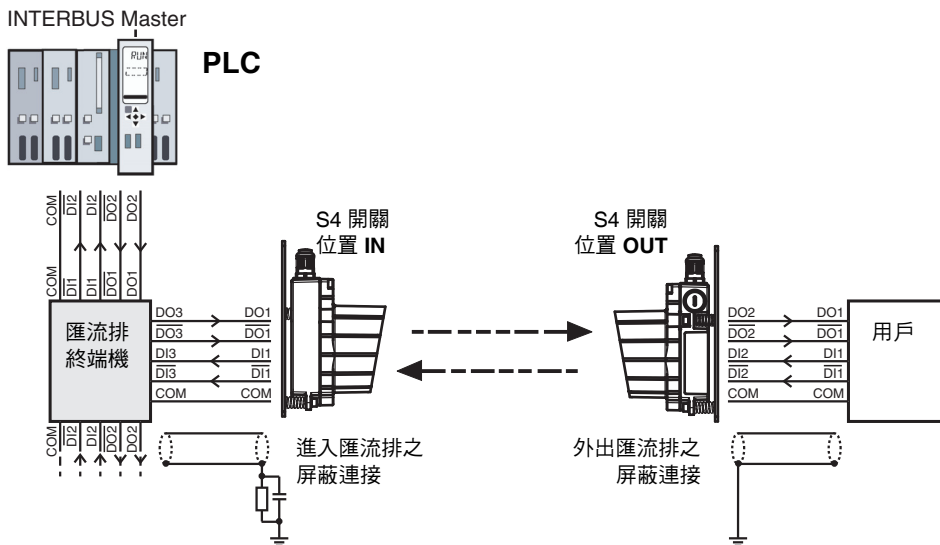 INTERBUS Master
RUN
PLC
COM
DI2
DI2
DO2
DO2
COM
DI1
DI1
DO1
DO1
S4 開關
位置 IN
S4 開關
位置 OUT
匯流排
終端機
DO3 DO1
DO3 DO1
DI3 DI1
DI3 DI1
COM COM
DO2 DO1
DO2 DO1
DI2 DI1
DI2 DI1
COM COM
用戶
COM
DI2
DI2
DO2
DO2
進入匯流排之
屏蔽連接
外出匯流排之
屏蔽連接